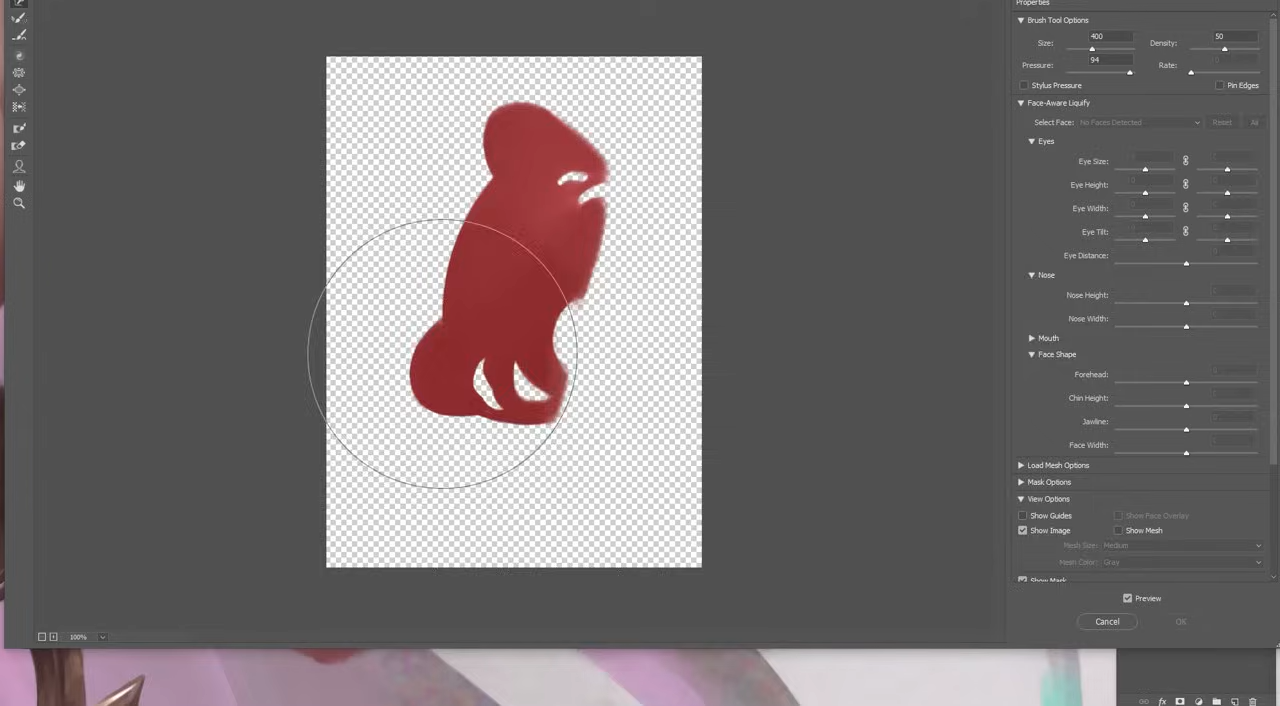 Properties
Brush Tool Options
Size: 400 Density: 50
Pressure: 94 Rate:
Stylus Pressure Pin Edges
Face-Aware Liquify
Select Face: No Faces Detected Reset All
Eyes
Eye Size:
Eye Height:
Eye Width:
Eye Tilt:
Eye Distance:
Nose
Nose Height:
Nose Width:
Mouth
Face Shape
Forehead:
Chin Height:
Jawline:
Face Width:
Load Mesh Options
Mask Options
View Options
Show Guides Show Face Overlay
Show Image Show Mesh
Mesh Size: Medium
Mesh Color: Gray
Show Mask
Preview
Cancel OK
100%
fx